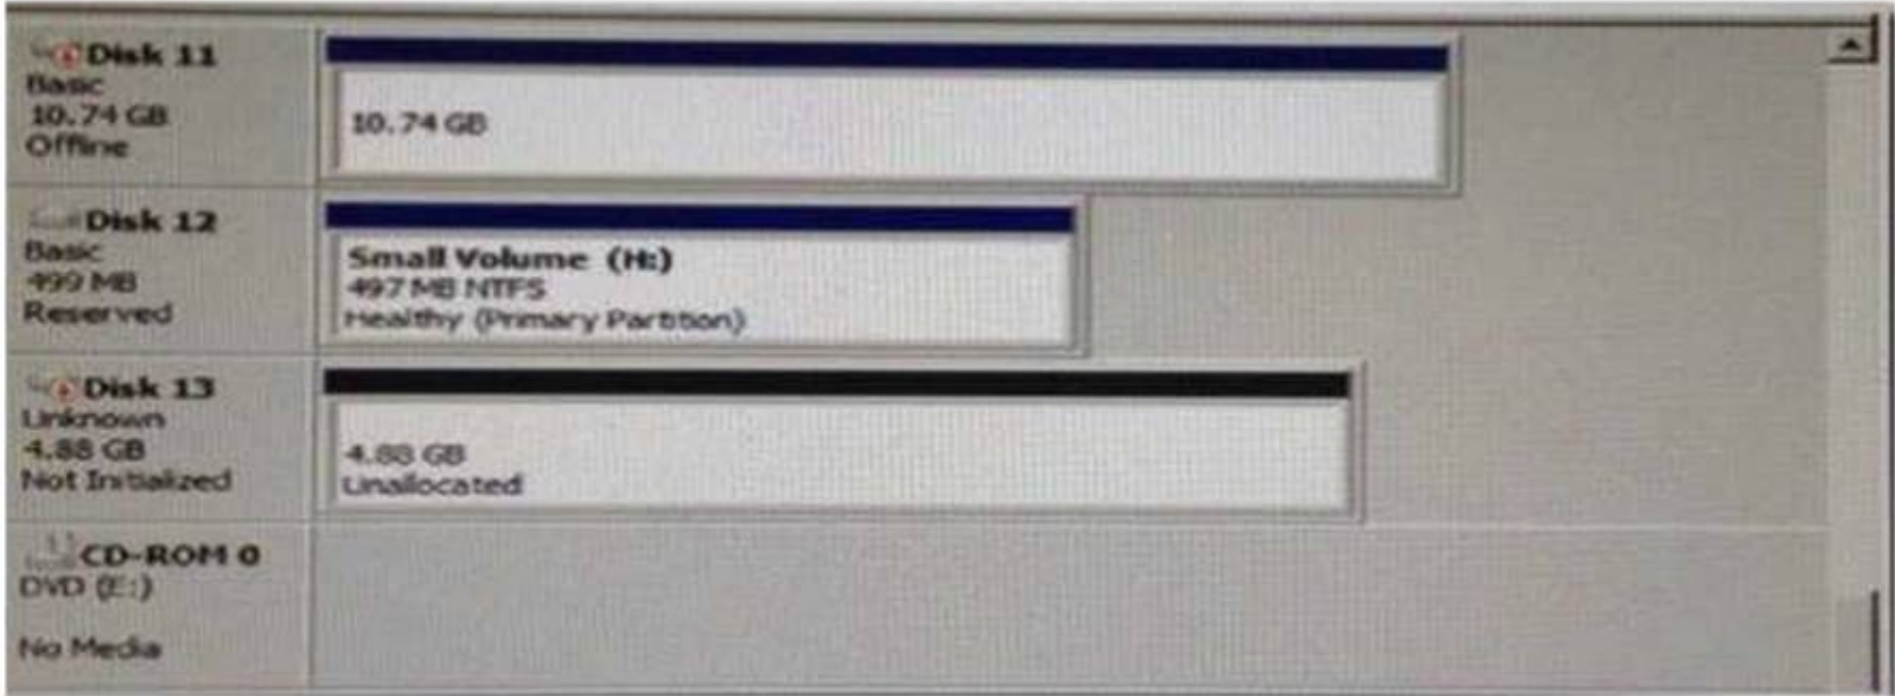 Disk 11
Basic
10.74 GB
Offline
10.74 GB
Disk 12
Basic
499 MB
Reserved
Small Volume (H:)
497 MB NTFS
Healthy (Primary Partition)
Disk 13
Unknown
4.88 GB
Not Initialized
4.88 GB
Unallocated
CD-ROM 0
DVD (E:)
No Media